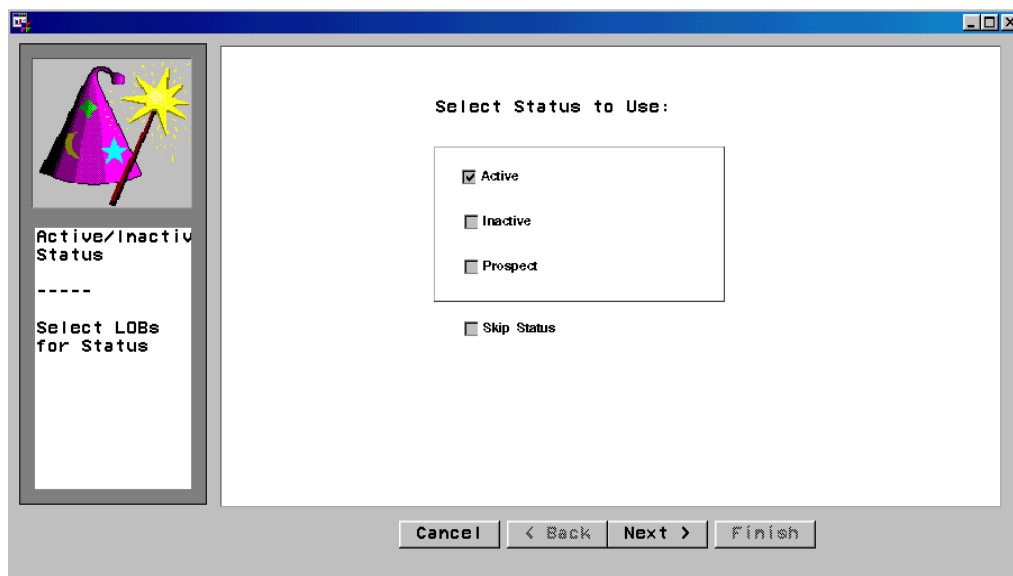 Select Status to Use:
Active
Inactive
Prospect
Skip Status
Active/Inactiv
Status
-----
Select LOBs
for Status
Cancel
< Back
Next >
Finish